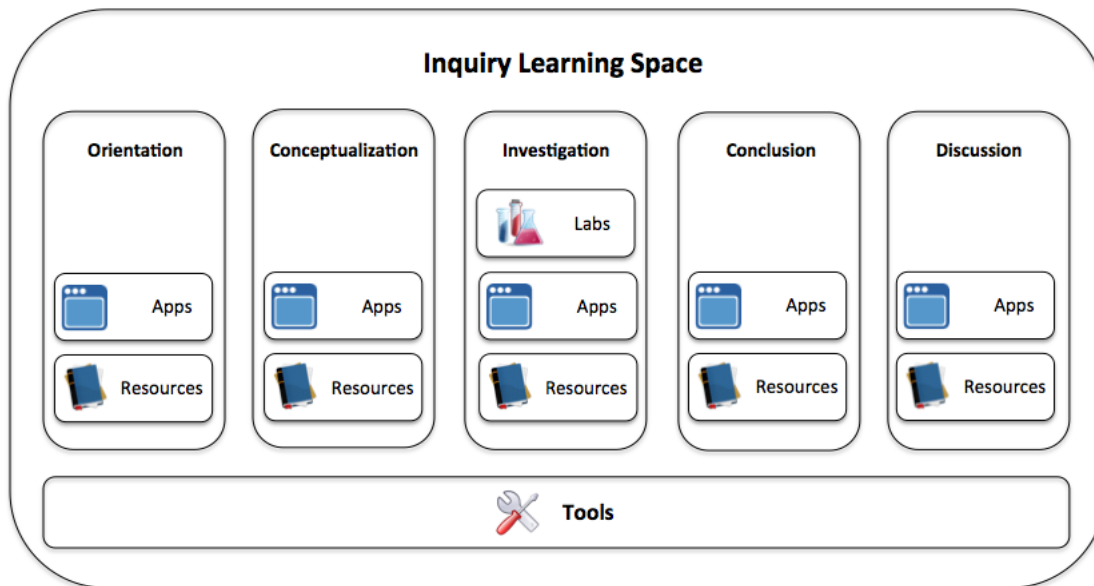 Inquiry Learning Space
Orientation
Conceptualization
Investigation
Conclusion
Discussion
Labs
Apps
Apps
Apps
Apps
Apps
Resources
Resources
Resources
Resources
Resources
Tools